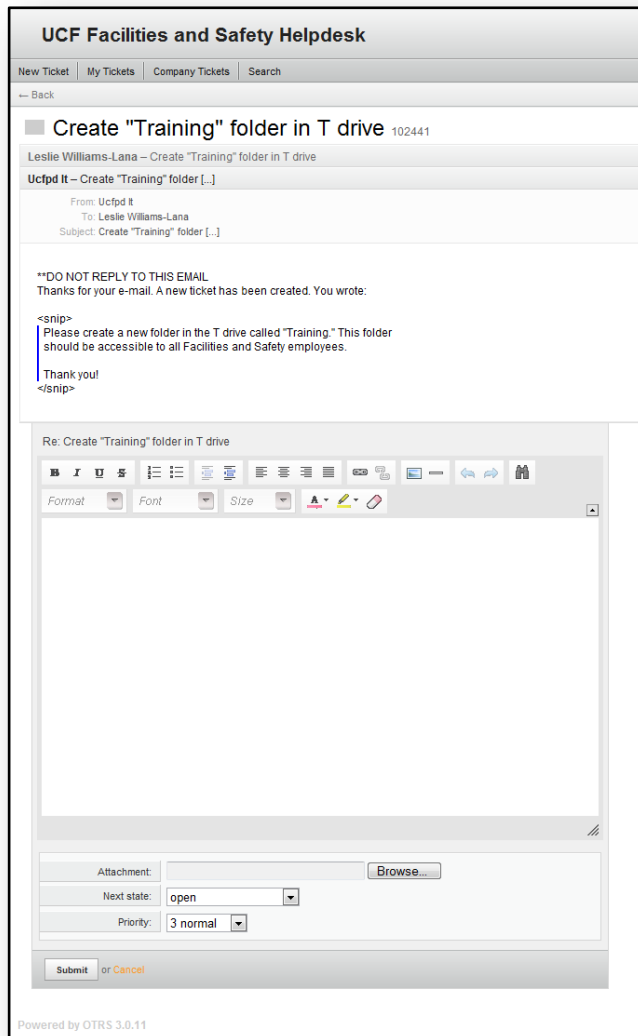 UCF Facilities and Safety Helpdesk
New Ticket My Tickets Company Tickets Search
← Back
Create "Training" folder in T drive 102441
Leslie Williams-Lana – Create "Training" folder in T drive
Ucfpd It – Create "Training" folder [...]
From: Ucfpd It
To: Leslie Williams-Lana
Subject: Create "Training" folder [...]
**DO NOT REPLY TO THIS EMAIL
Thanks for your e-mail. A new ticket has been created. You wrote:
<snip>
Please create a new folder in the T drive called "Training." This folder
should be accessible to all Facilities and Safety employees.
Thank you!
</snip>
Re: Create "Training" folder in T drive
B I U S
Format Font Size A
Attachment: Browse...
Next state: open
Priority: 3 normal
Submit or Cancel
Powered by OTRS 3.0.11